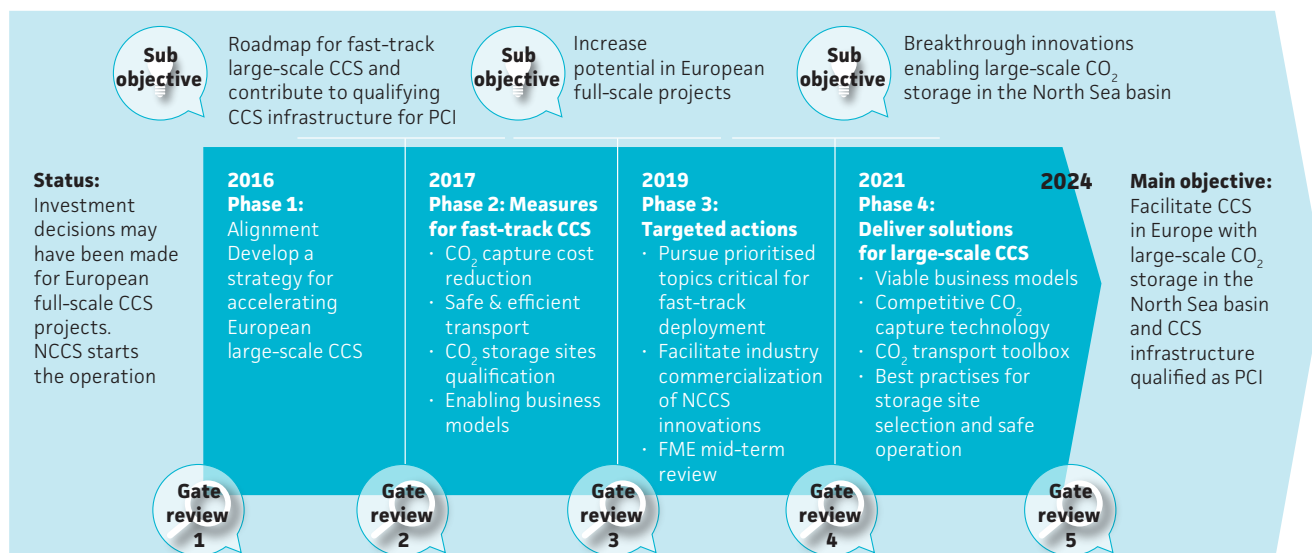 Sub
objective
Roadmap for fast-track
large-scale CCS and
contribute to qualifying
CCS infrastructure for PCI
Sub
objective
Increase
potential in European
full-scale projects
Sub
objective
Breakthrough innovations
enabling large-scale CO₂
storage in the North Sea basin
Status:
Investment
decisions may
have been made
for European
full-scale CCS
projects.
NCCS starts
the operation
2016
Phase 1:
Alignment
Develop a
strategy for
accelerating
European
large-scale CCS
2017
Phase 2: Measures
for fast-track CCS
· CO₂ capture cost
reduction
· Safe & efficient
transport
· CO₂ storage sites
qualification
· Enabling business
models
2019
Phase 3:
Targeted actions
· Pursue prioritised
topics critical for
fast-track
deployment
· Facilitate industry
commercialization
of NCCS
innovations
· FME mid-term
review
2021
Phase 4:
Deliver solutions
for large-scale CCS
· Viable business models
· Competitive CO₂
capture technology
· CO₂ transport toolbox
· Best practises for
storage site
selection and safe
operation
2024
Main objective:
Facilitate CCS
in Europe with
large-scale CO₂
storage in the
North Sea basin
and CCS
infrastructure
qualified as PCI
Gate
review
1
Gate
review
2
Gate
review
3
Gate
review
4
Gate
review
5